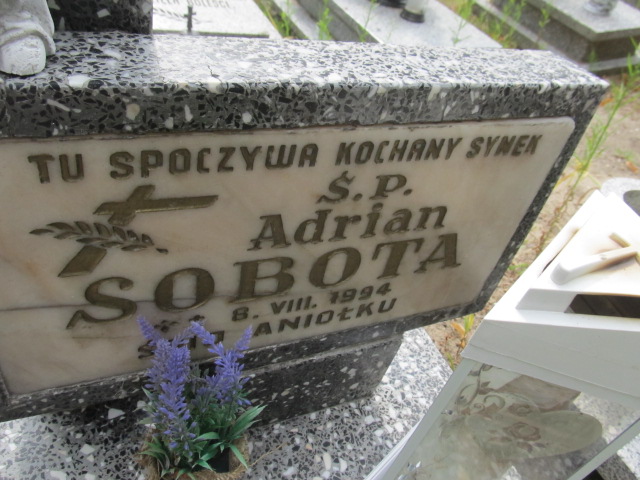 TU SPOCZYWA KOCHANY SYNEK
Ś.P.
Adrian
SOBOTA
8. VIII. 1994
ANIOŁKU